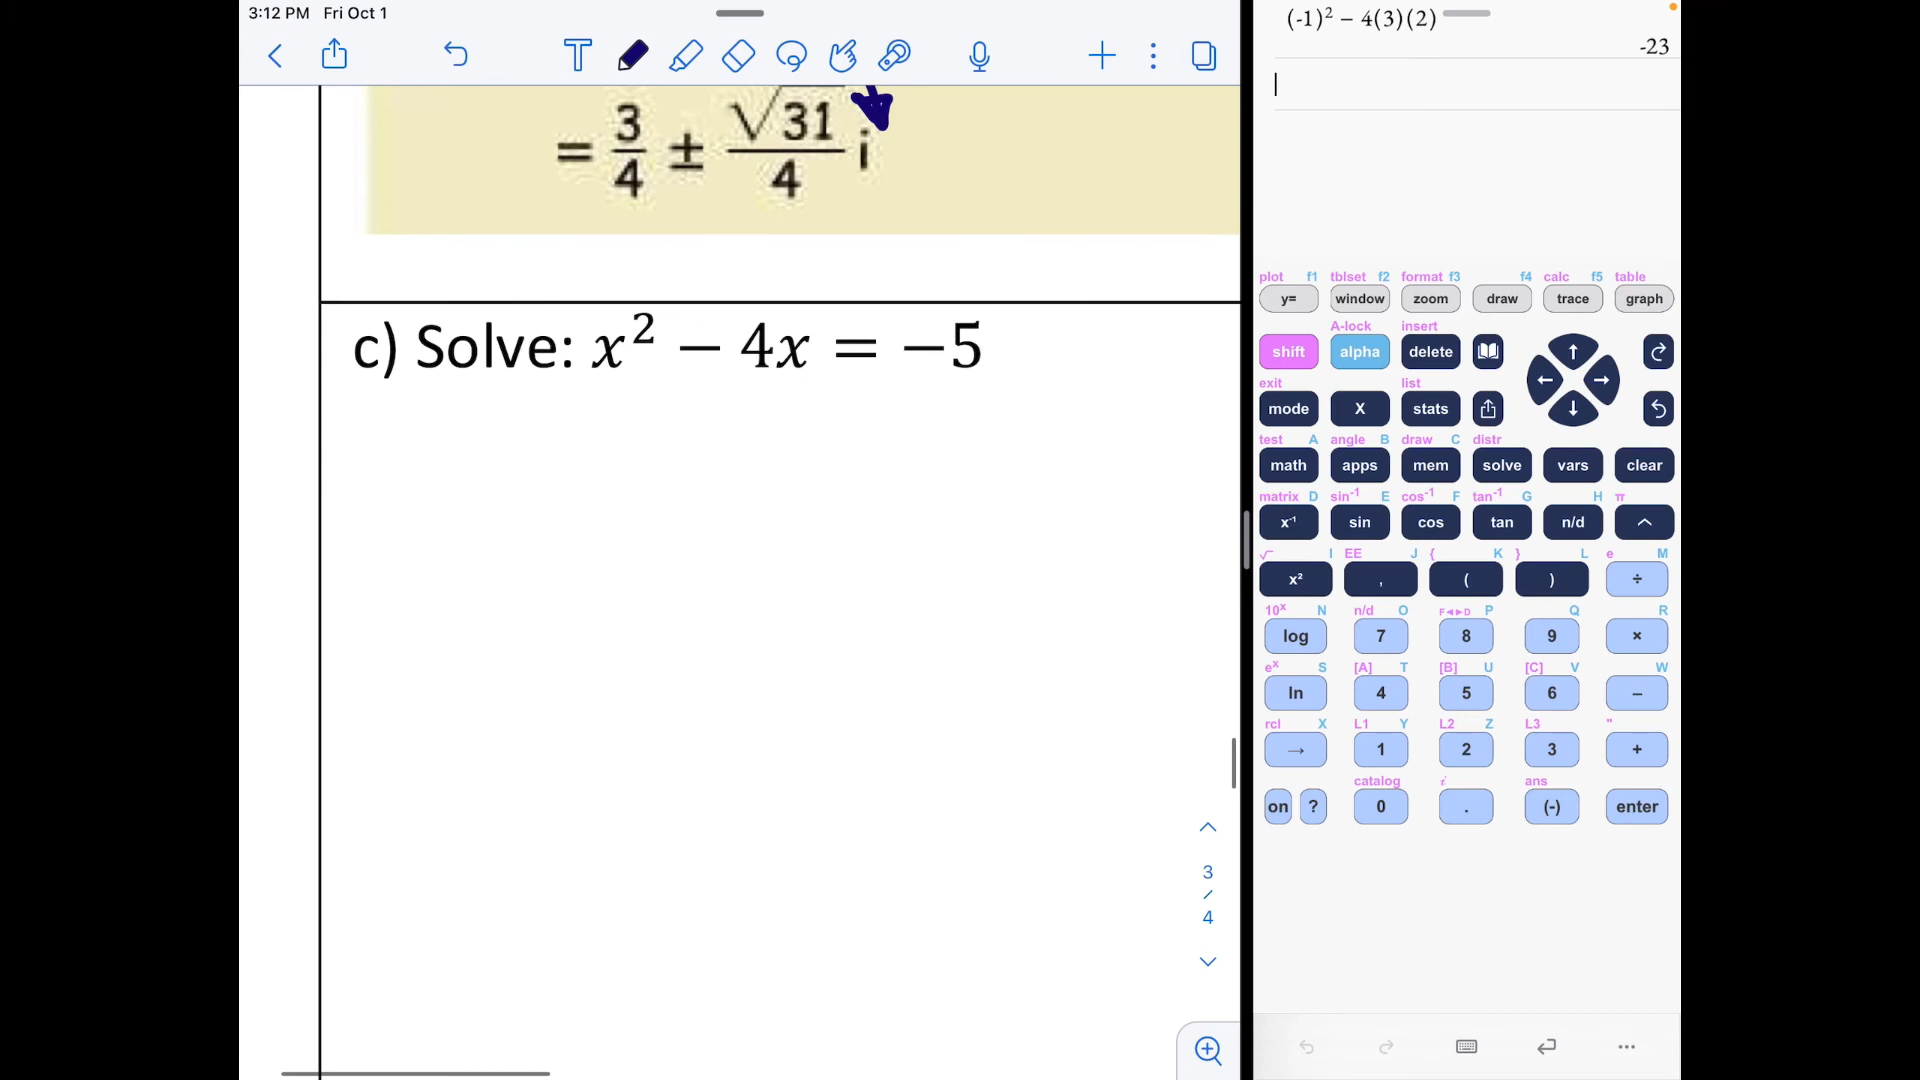 3:12 PM Fri Oct 1
T
= 3/4 ± √31/4 i
c) Solve: x² − 4x = −5
3
/
4
(-1)² − 4(3)(2)
-23
plot f1 tblset f2 format f3 f4 calc f5 table
y= window zoom draw trace graph
A-lock insert
shift alpha delete
exit list
mode X stats
test A angle B draw C distr
math apps mem solve vars clear
matrix D sin⁻¹ E cos⁻¹ F tan⁻¹ G H π
x⁻¹ sin cos tan n/d ^
√ I EE J { K } L e M
x² , ( ) ÷
10ˣ N n/d O F◄►D P Q R
log 7 8 9 ×
eˣ S [A] T [B] U [C] V W
ln 4 5 6 −
rcl X L1 Y L2 Z L3 "
→ 1 2 3 +
catalog i ans
on ? 0 . (-) enter